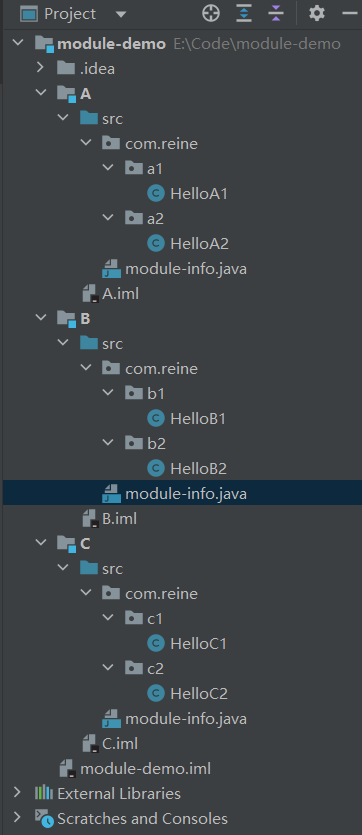 Project
module-demo E:\Code\module-demo
.idea
A
src
com.reine
a1
HelloA1
a2
HelloA2
module-info.java
A.iml
B
src
com.reine
b1
HelloB1
b2
HelloB2
module-info.java
B.iml
C
src
com.reine
c1
HelloC1
c2
HelloC2
module-info.java
C.iml
module-demo.iml
External Libraries
Scratches and Consoles